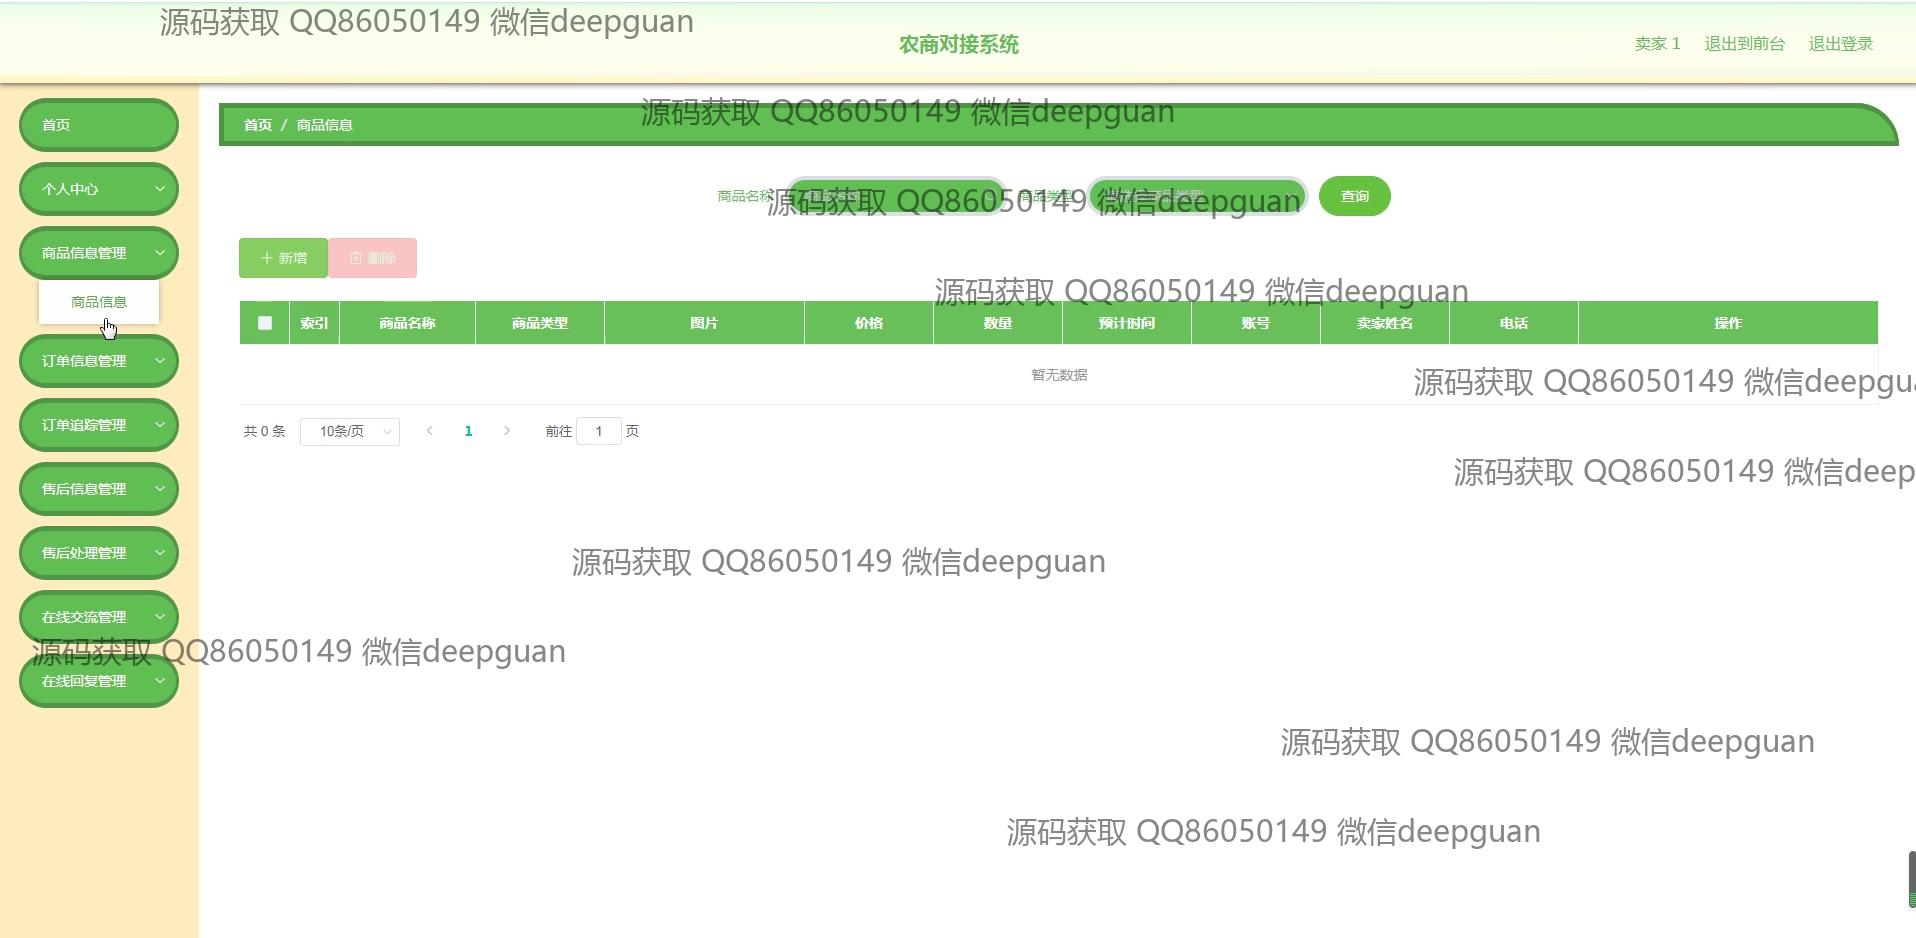 源码获取 QQ86050149 微信deepguan
农商对接系统
卖家 1 退出到前台 退出登录
首页
首页 / 商品信息
源码获取 QQ86050149 微信deepguan
个人中心
商品名称
商品类型
查询
源码获取 QQ86050149 微信deepguan
商品信息管理
新增 删除
商品信息
源码获取 QQ86050149 微信deepguan
索引 商品名称 商品类型 图片 价格 数量 预计时间 账号 卖家姓名 电话 操作
订单信息管理
暂无数据
源码获取 QQ86050149 微信deepgu
订单追踪管理
共 0 条 10条/页 1 前往 1 页
源码获取 QQ86050149 微信deep
售后信息管理
售后处理管理
源码获取 QQ86050149 微信deepguan
在线交流管理
源码获取 QQ86050149 微信deepguan
在线回复管理
源码获取 QQ86050149 微信deepguan
源码获取 QQ86050149 微信deepguan